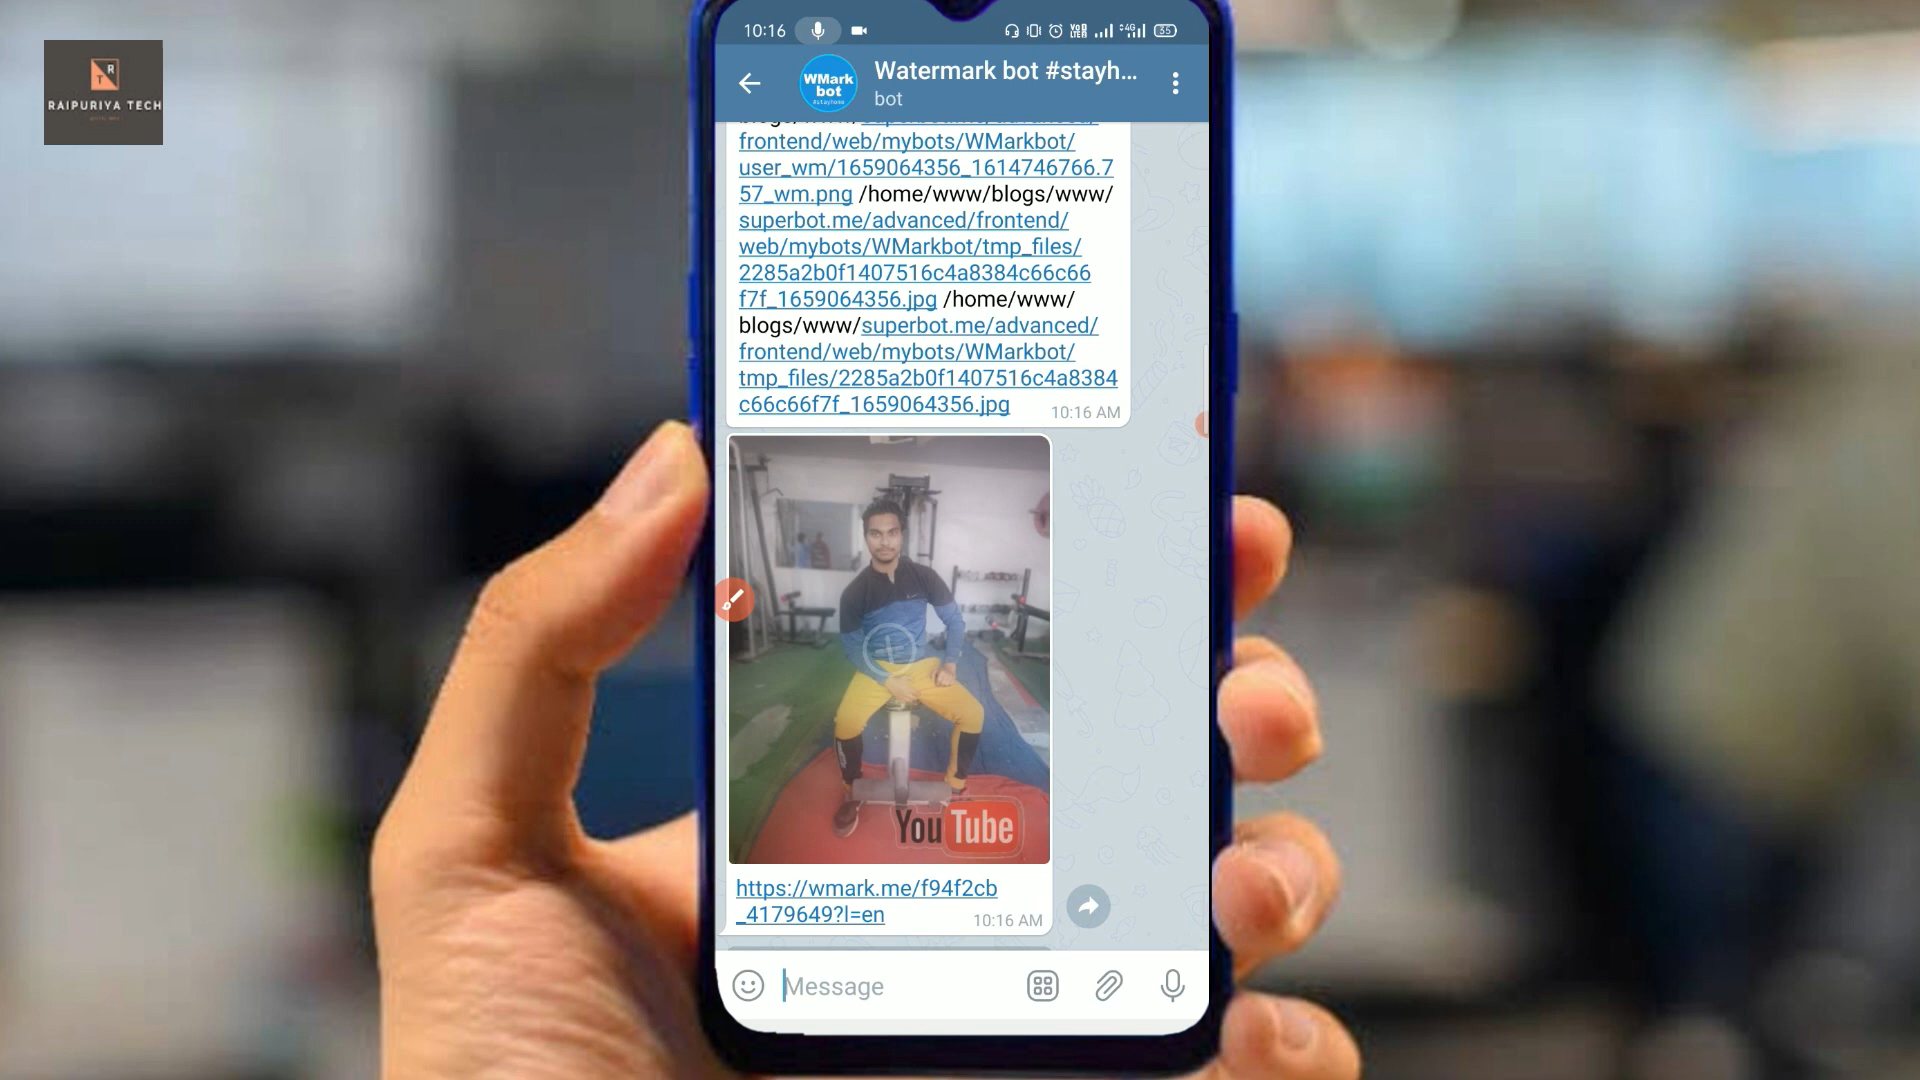 RAIPURIYA TECH
10:16
35
WMark
bot
#stayhome
Watermark bot #stayh...
bot
frontend/web/mybots/WMarkbot/
user_wm/1659064356_1614746766.7
57_wm.png /home/www/blogs/www/
superbot.me/advanced/frontend/
web/mybots/WMarkbot/tmp_files/
2285a2b0f1407516c4a8384c66c66
f7f_1659064356.jpg /home/www/
blogs/www/superbot.me/advanced/
frontend/web/mybots/WMarkbot/
tmp_files/2285a2b0f1407516c4a8384
c66c66f7f_1659064356.jpg
10:16 AM
YouTube
https://wmark.me/f94f2cb
_4179649?l=en
10:16 AM
Message